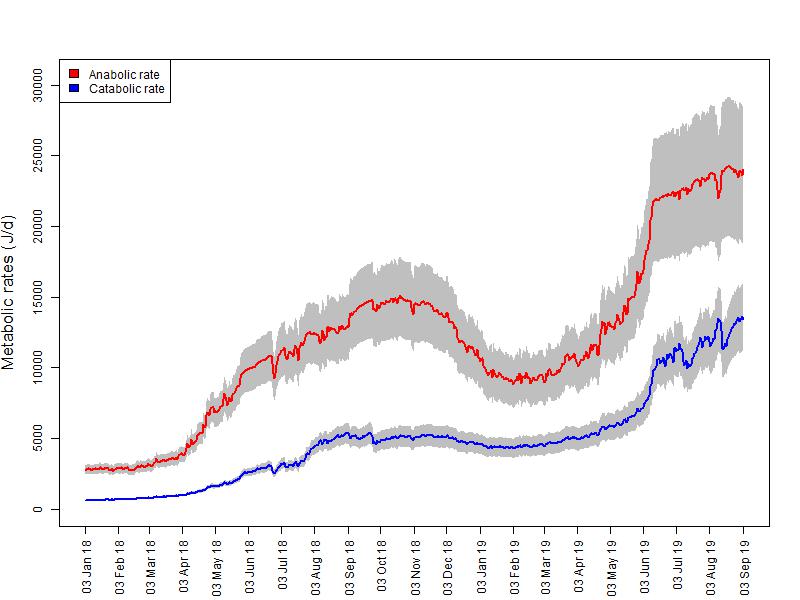 Anabolic rate
Catabolic rate
Metabolic rates (J/d)
30000
25000
20000
15000
10000
5000
0
03 Jan 18
03 Feb 18
03 Mar 18
03 Apr 18
03 May 18
03 Jun 18
03 Jul 18
03 Aug 18
03 Sep 18
03 Oct 18
03 Nov 18
03 Dec 18
03 Jan 19
03 Feb 19
03 Mar 19
03 Apr 19
03 May 19
03 Jun 19
03 Jul 19
03 Aug 19
03 Sep 19